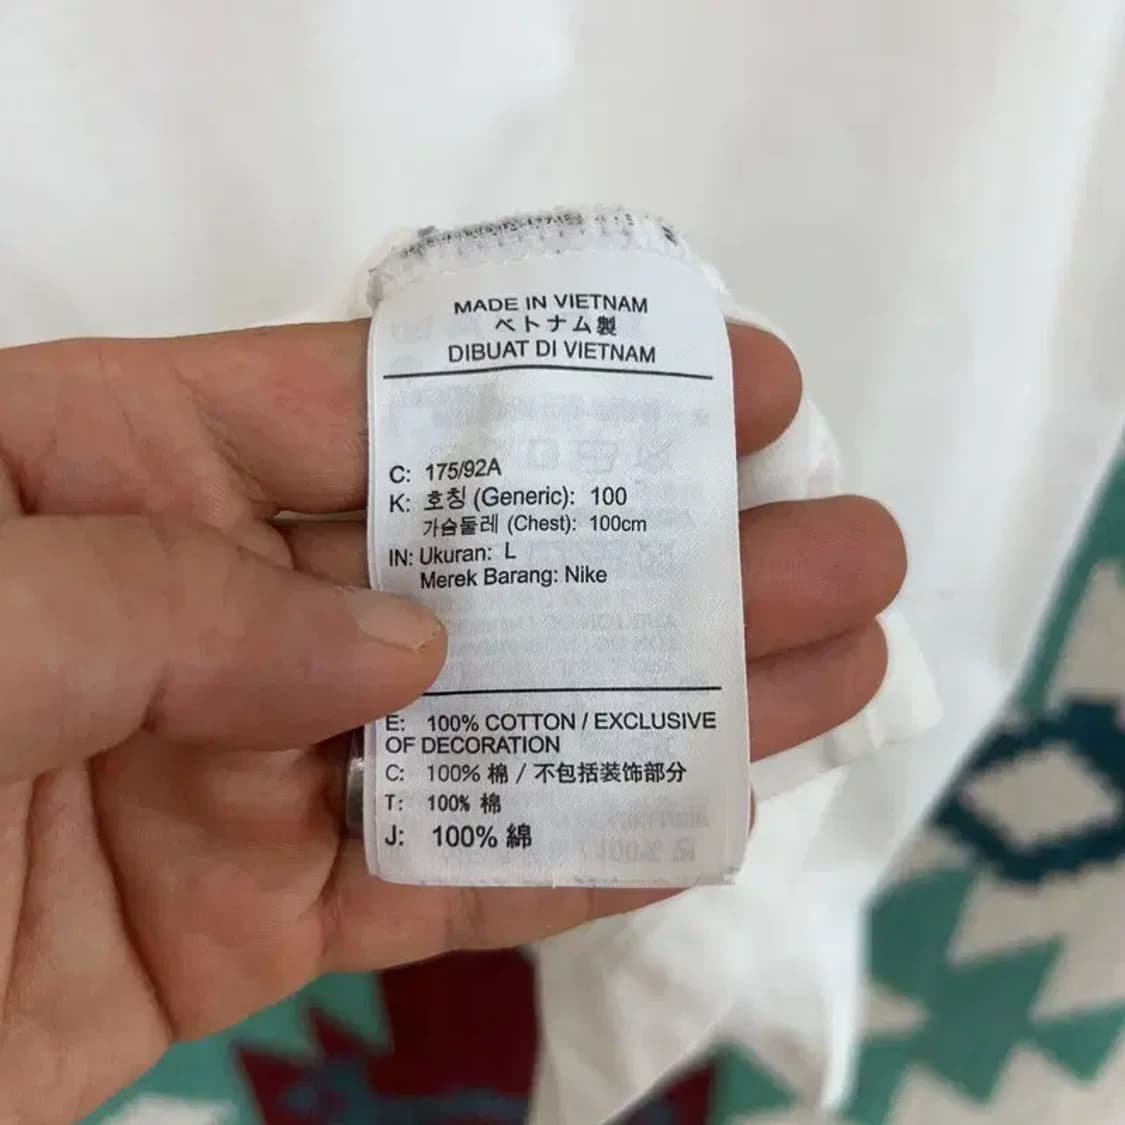 MADE IN VIETNAM
ベトナム製
DIBUAT DI VIETNAM
C: 175/92A
K: 호칭 (Generic): 100
가슴둘레 (Chest): 100cm
IN: Ukuran: L
Merek Barang: Nike
E: 100% COTTON / EXCLUSIVE
OF DECORATION
C: 100% 棉 / 不包括装饰部分
T: 100% 棉
J: 100% 綿